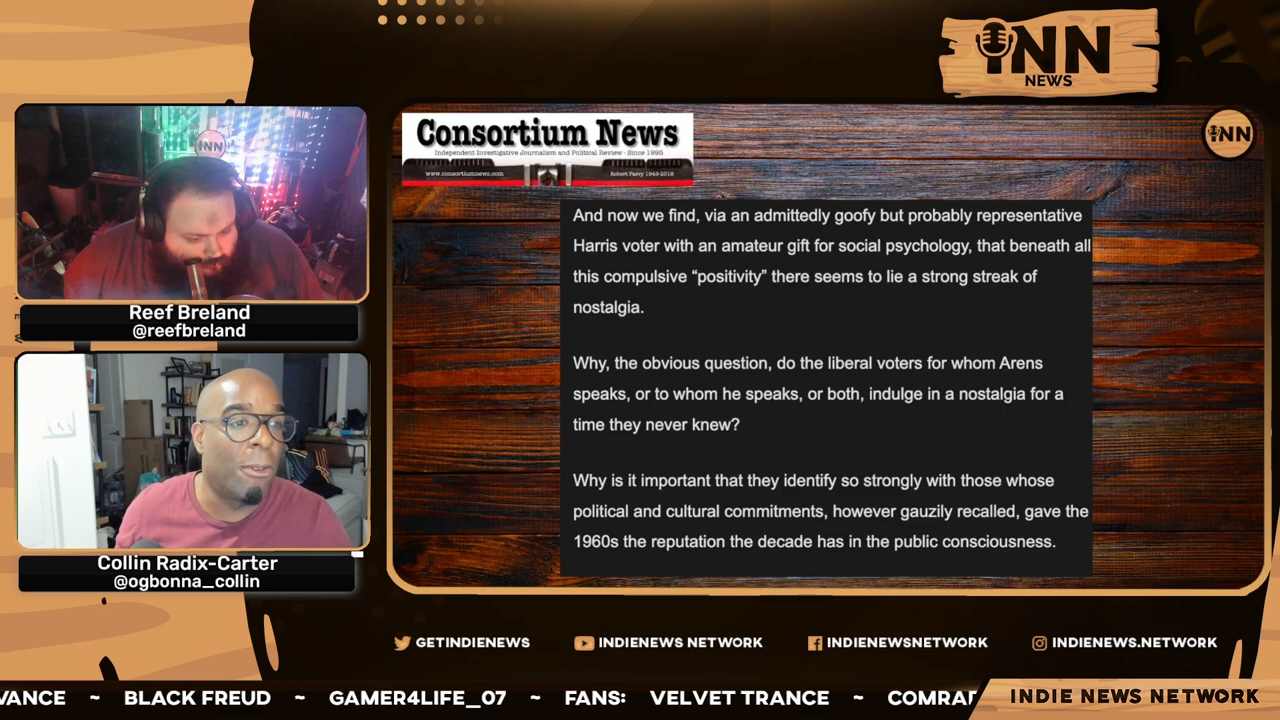 INN
NEWS
INN
Consortium News
Independent Investigative Journalism and Political Review - Since 1995
www.consortiumnews.com
Robert Parry 1949-2018
INN
Reef Breland
@reefbreland
Collin Radix-Carter
@ogbonna_collin
And now we find, via an admittedly goofy but probably representative
Harris voter with an amateur gift for social psychology, that beneath all
this compulsive “positivity” there seems to lie a strong streak of
nostalgia.
Why, the obvious question, do the liberal voters for whom Arens
speaks, or to whom he speaks, or both, indulge in a nostalgia for a
time they never knew?
Why is it important that they identify so strongly with those whose
political and cultural commitments, however gauzily recalled, gave the
1960s the reputation the decade has in the public consciousness.
GETINDIENEWS
INDIENEWS NETWORK
INDIENEWSNETWORK
INDIENEWS.NETWORK
VANCE ~ BLACK FREUD ~ GAMER4LIFE_07 ~ FANS: VELVET TRANCE ~ COMRA
INDIE NEWS NETWORK